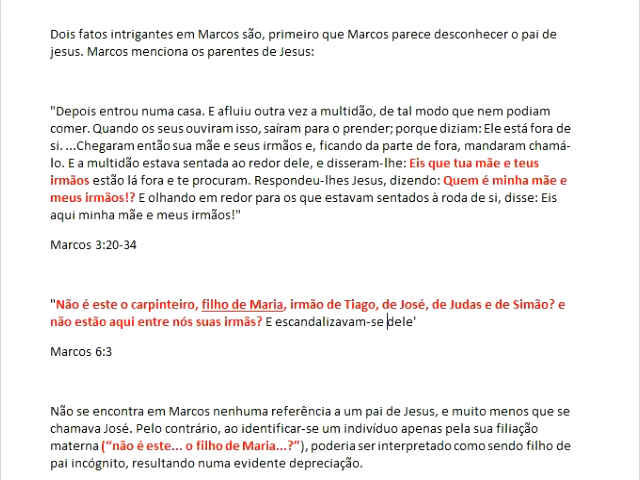 Dois fatos intrigantes em Marcos são, primeiro que Marcos parece desconhecer o pai de
jesus. Marcos menciona os parentes de Jesus:
"Depois entrou numa casa. E afluiu outra vez a multidão, de tal modo que nem podiam
comer. Quando os seus ouviram isso, saíram para o prender; porque diziam: Ele está fora de
si. ...Chegaram então sua mãe e seus irmãos e, ficando da parte de fora, mandaram chamá-
lo. E a multidão estava sentada ao redor dele, e disseram-lhe: Eis que tua mãe e teus
irmãos estão lá fora e te procuram. Respondeu-lhes Jesus, dizendo: Quem é minha mãe e
meus irmãos!? E olhando em redor para os que estavam sentados à roda de si, disse: Eis
aqui minha mãe e meus irmãos!"
Marcos 3:20-34
"Não é este o carpinteiro, filho de Maria, irmão de Tiago, de José, de Judas e de Simão? e
não estão aqui entre nós suas irmãs? E escandalizavam-se dele'
Marcos 6:3
Não se encontra em Marcos nenhuma referência a um pai de Jesus, e muito menos que se
chamava José. Pelo contrário, ao identificar-se um indivíduo apenas pela sua filiação
materna (“não é este... o filho de Maria...?”), poderia ser interpretado como sendo filho de
pai incógnito, resultando numa evidente depreciação.